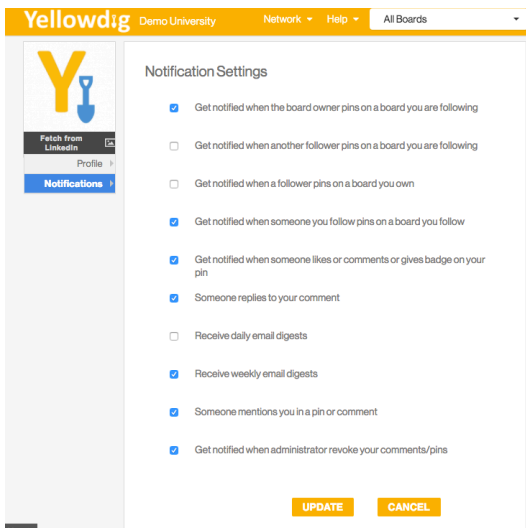 Yellowdig Demo University Network Help All Boards
Y
Fetch from
LinkedIn
Profile
Notifications
Notification Settings
Get notified when the board owner pins on a board you are following
Get notified when another follower pins on a board you are following
Get notified when a follower pins on a board you own
Get notified when someone you follow pins on a board you follow
Get notified when someone likes or comments or gives badge on your
pin
Someone replies to your comment
Receive daily email digests
Receive weekly email digests
Someone mentions you in a pin or comment
Get notified when administrator revoke your comments/pins
UPDATE CANCEL